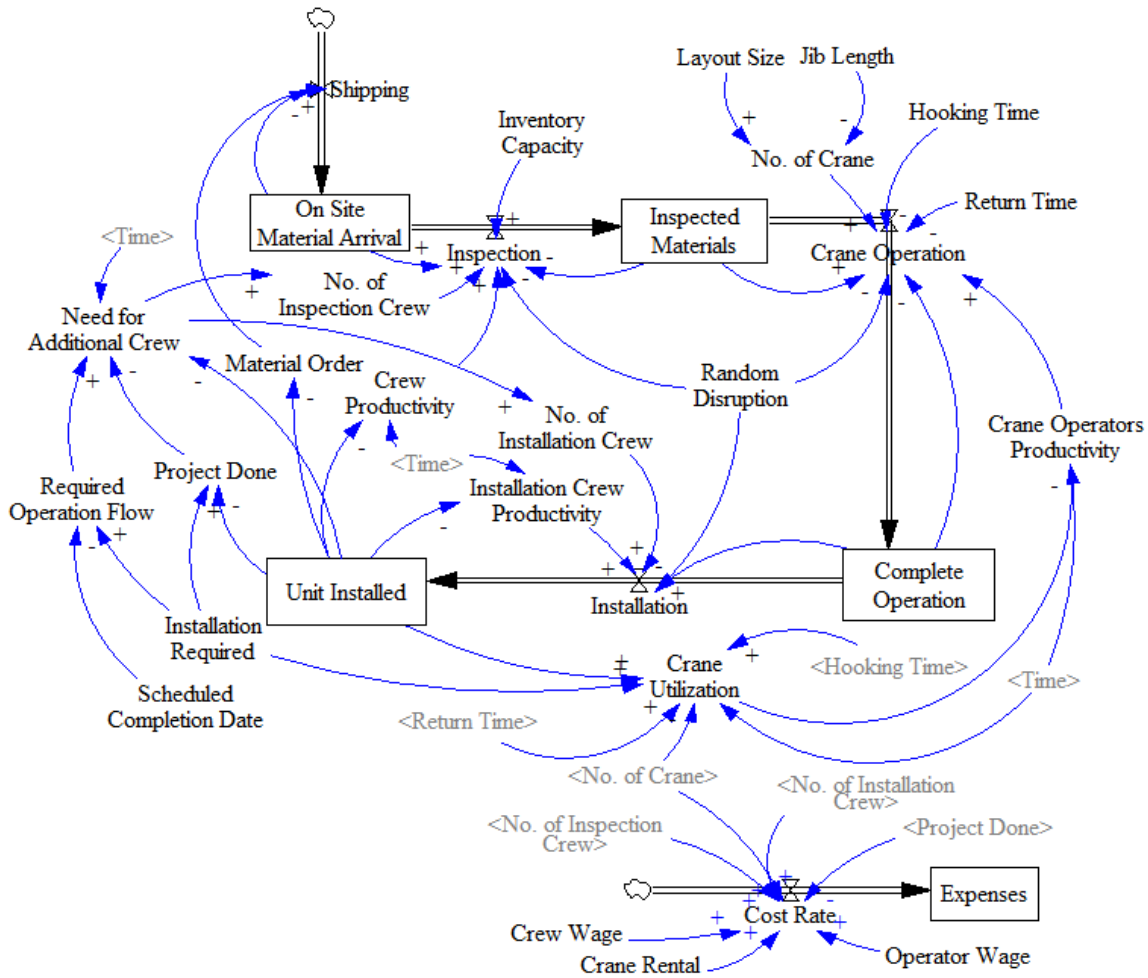 Layout Size
Jib Length
Shipping
Hooking Time
Inventory
Capacity
No. of Crane
On Site
Material Arrival
Inspected
Materials
Return Time
<Time>
Inspection
Crane Operation
No. of
Inspection Crew
Need for
Additional Crew
Material Order
Crew
Productivity
Random
Disruption
No. of
Installation Crew
Crane Operators
Productivity
<Time>
Required
Operation Flow
Project Done
Installation Crew
Productivity
Unit Installed
Installation
Complete
Operation
Installation
Required
Crane
Utilization
<Hooking Time>
<Time>
Scheduled
Completion Date
<Return Time>
<No. of Crane>
<No. of Installation
Crew>
<No. of Inspection
Crew>
<Project Done>
Expenses
Cost Rate
Crew Wage
Crane Rental
Operator Wage